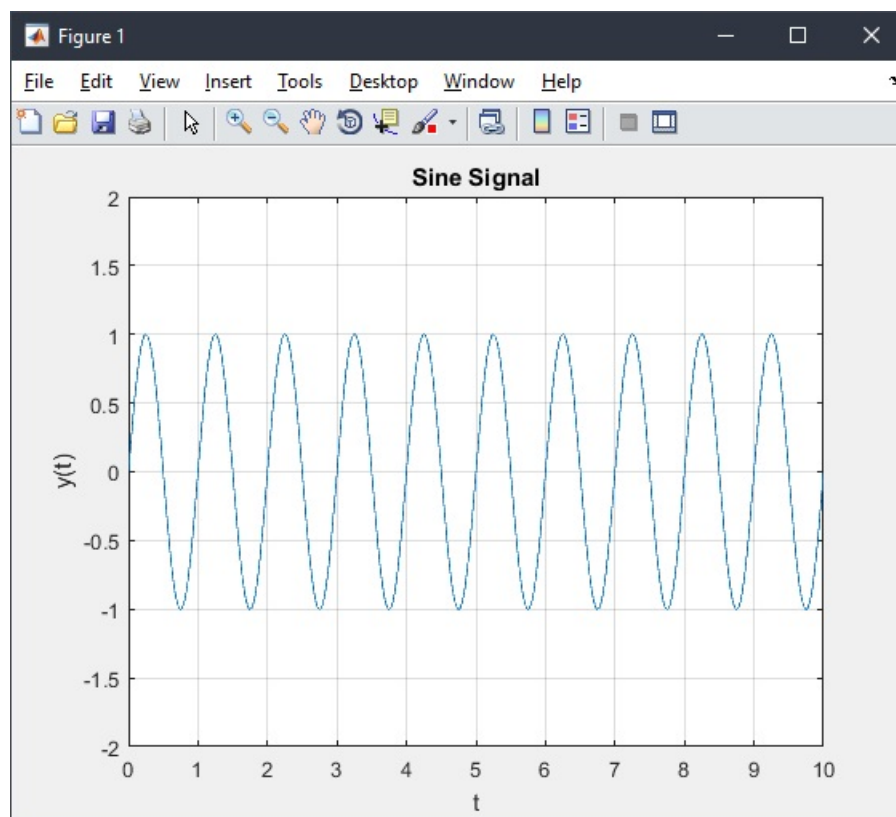 Figure 1
File Edit View Insert Tools Desktop Window Help
Sine Signal
2
1.5
1
0.5
0
-0.5
-1
-1.5
-2
y(t)
0 1 2 3 4 5 6 7 8 9 10
t